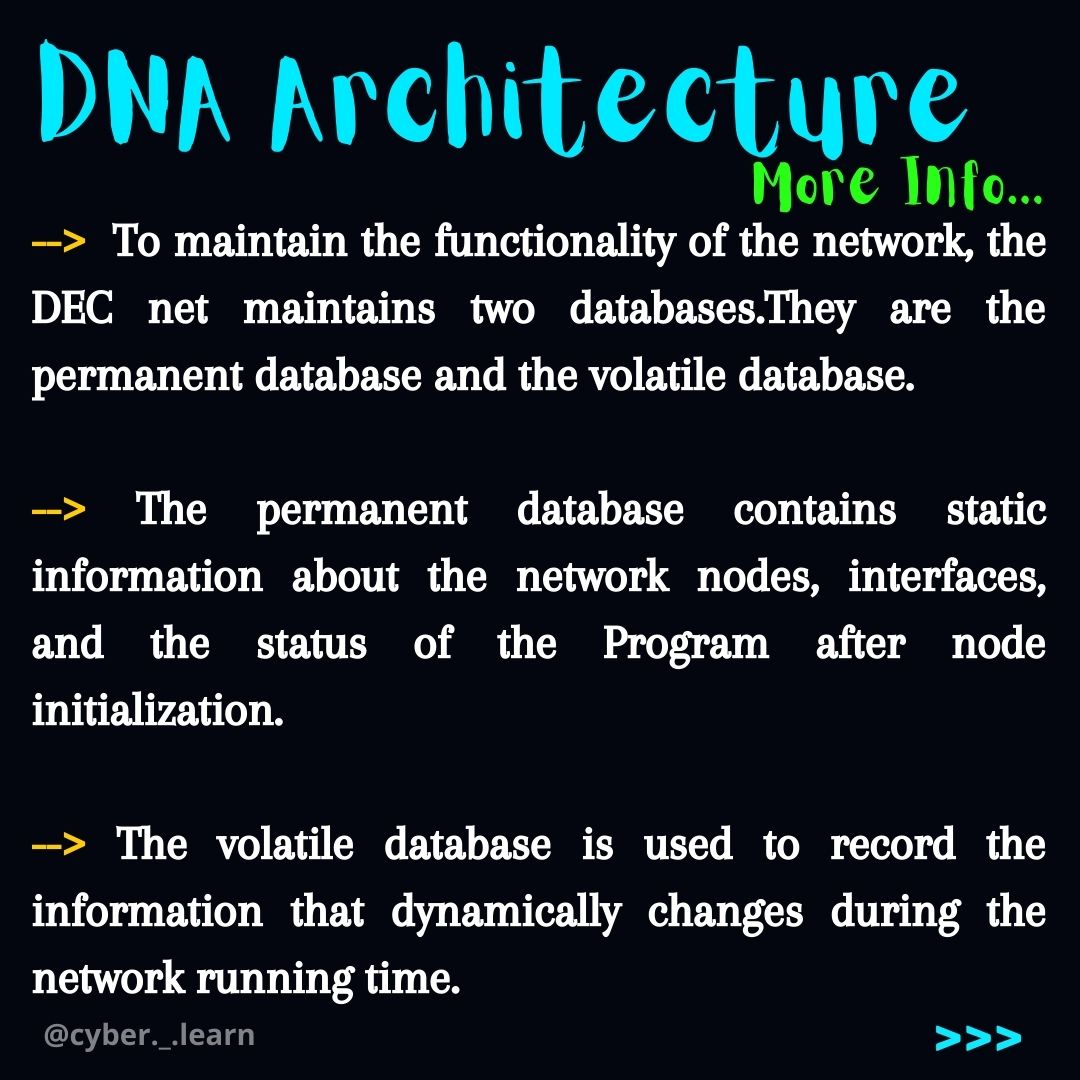 DNA Architecture
More Info...
--> To maintain the functionality of the network, the
DEC net maintains two databases.They are the
permanent database and the volatile database.
--> The permanent database contains static
information about the network nodes, interfaces,
and the status of the Program after node
initialization.
--> The volatile database is used to record the
information that dynamically changes during the
network running time.
@cyber._.learn
>>>